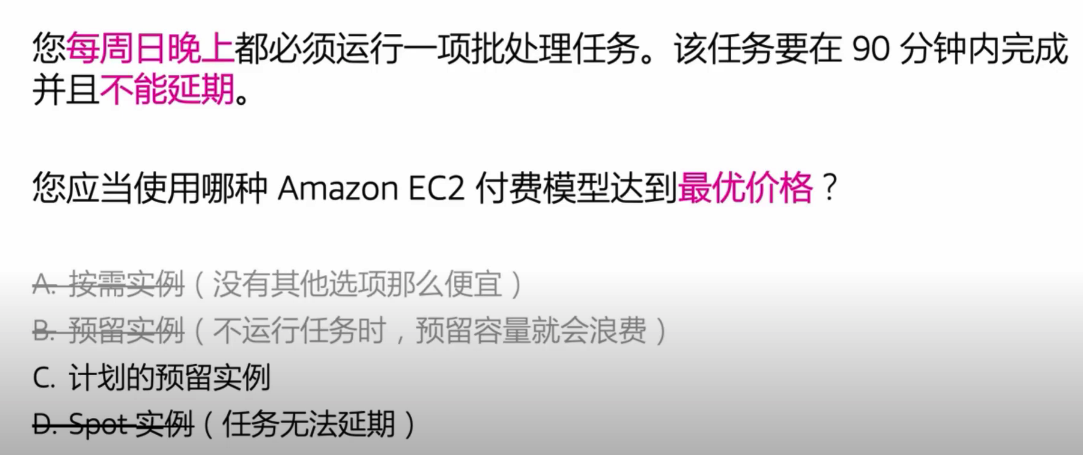 您每周日晚上都必须运行一项批处理任务。该任务要在 90 分钟内完成
并且不能延期。
您应当使用哪种 Amazon EC2 付费模型达到最优价格？
A. 按需实例（没有其他选项那么便宜）
B. 预留实例（不运行任务时，预留容量就会浪费）
C. 计划的预留实例
D. Spot 实例（任务无法延期）